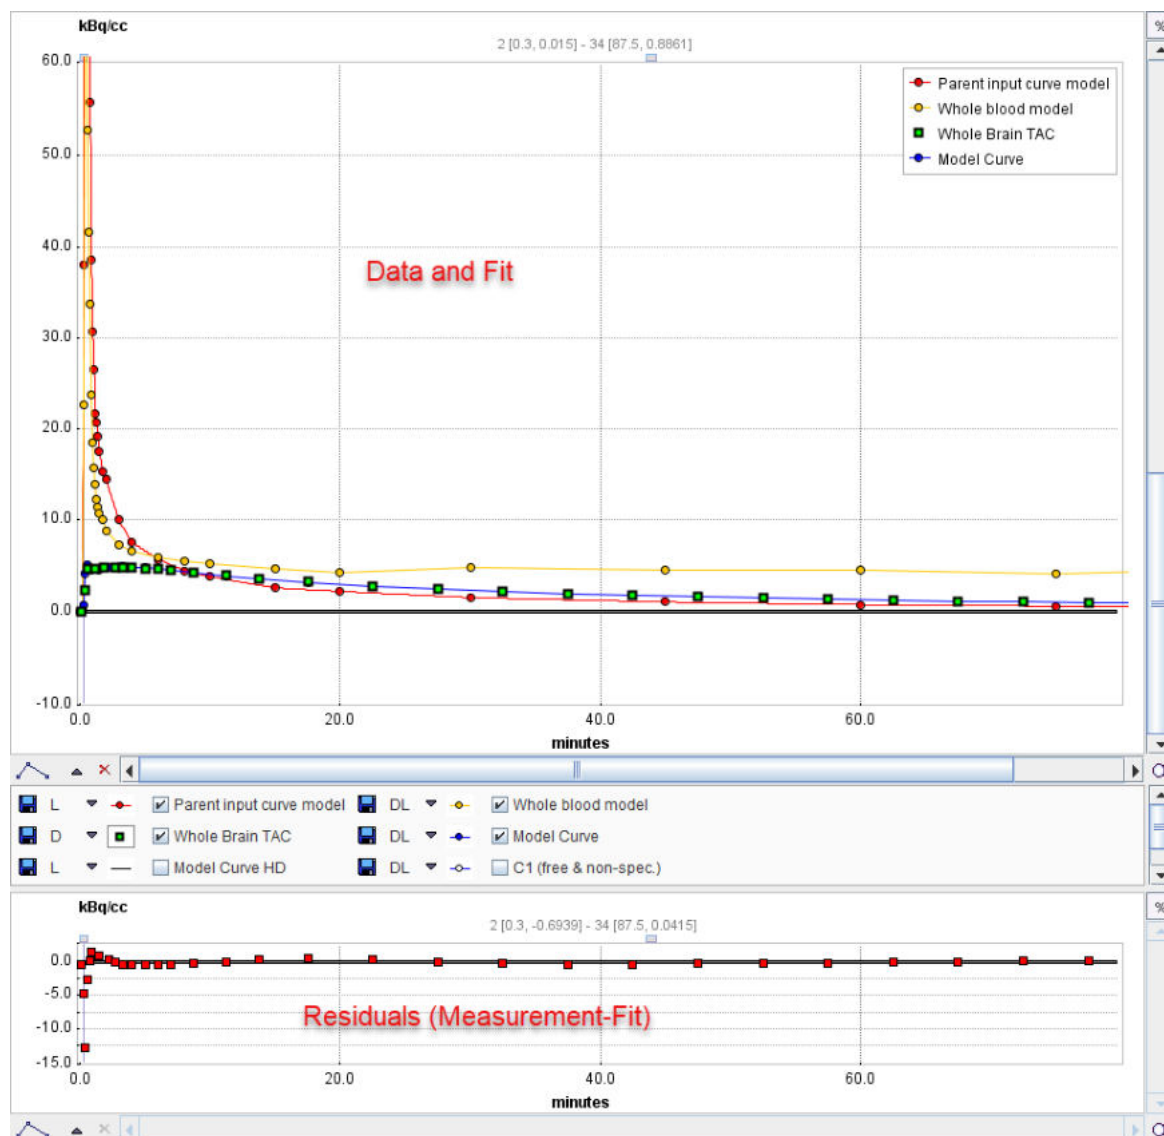 kBq/cc
%
2 [0.3, 0.015] - 34 [87.5, 0.8861]
60.0
Parent input curve model
Whole blood model
Whole Brain TAC
Model Curve
50.0
40.0
Data and Fit
30.0
20.0
10.0
0.0
-10.0
0.0 20.0 40.0 60.0
minutes
L Parent input curve model DL Whole blood model
D Whole Brain TAC DL Model Curve
L Model Curve HD DL C1 (free & non-spec.)
kBq/cc
%
2 [0.3, -0.6939] - 34 [87.5, 0.0415]
0.0
-5.0
Residuals (Measurement-Fit)
-10.0
-15.0
0.0 20.0 40.0 60.0
minutes